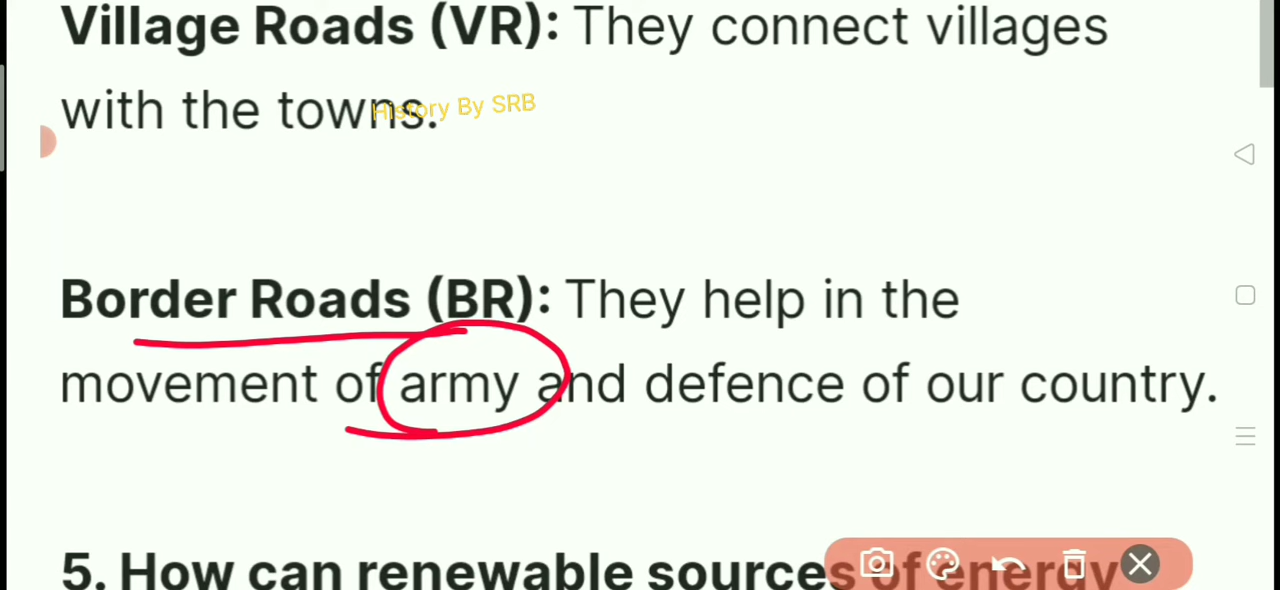 Village Roads (VR): They connect villages
with the towns.
History By SRB
Border Roads (BR): They help in the
movement of army and defence of our country.
5. How can renewable sources of energy